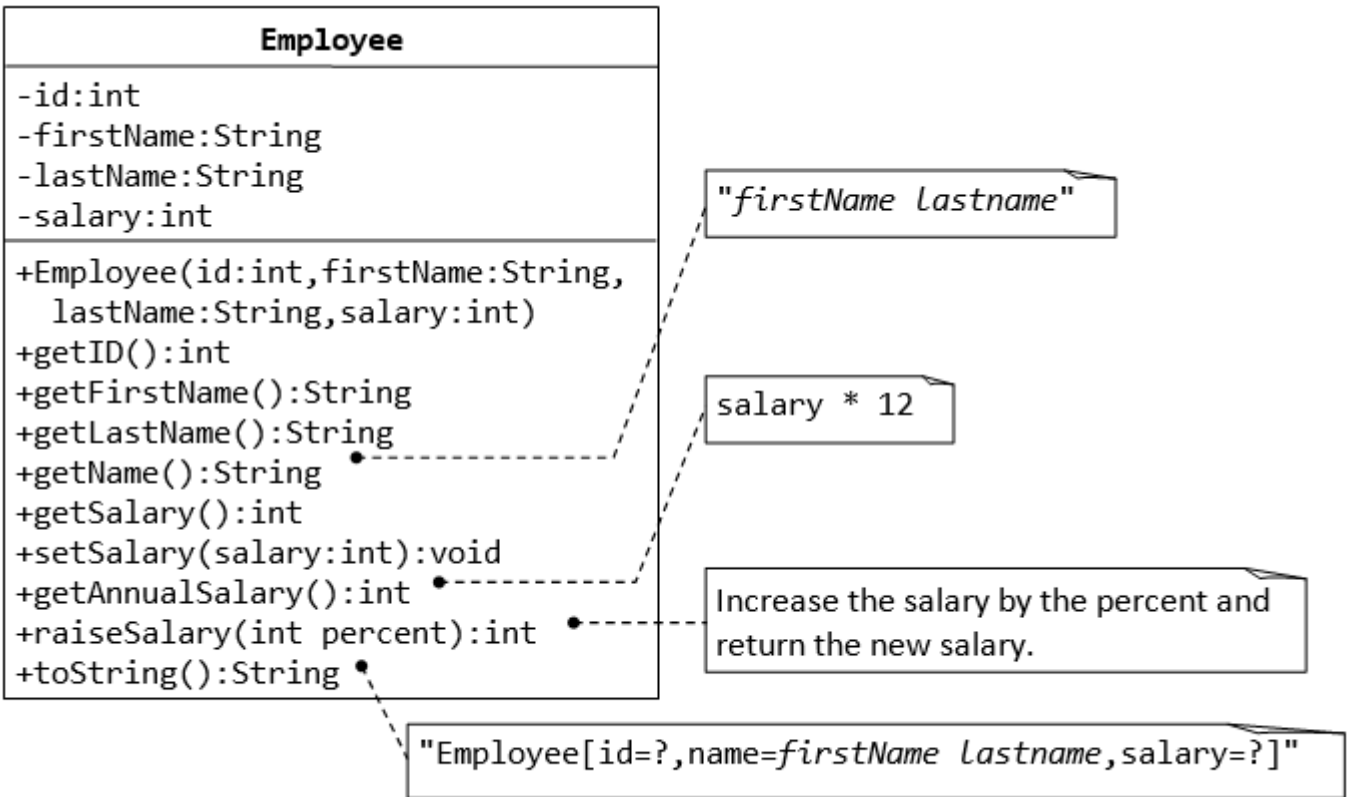 Employee
-id:int
-firstName:String
-lastName:String
-salary:int
+Employee(id:int,firstName:String,
lastName:String,salary:int)
+getID():int
+getFirstName():String
+getLastName():String
+getName():String
+getSalary():int
+setSalary(salary:int):void
+getAnnualSalary():int
+raiseSalary(int percent):int
+toString():String
"firstName lastname"
salary * 12
Increase the salary by the percent and
return the new salary.
"Employee[id=?,name=firstName lastname,salary=?]"